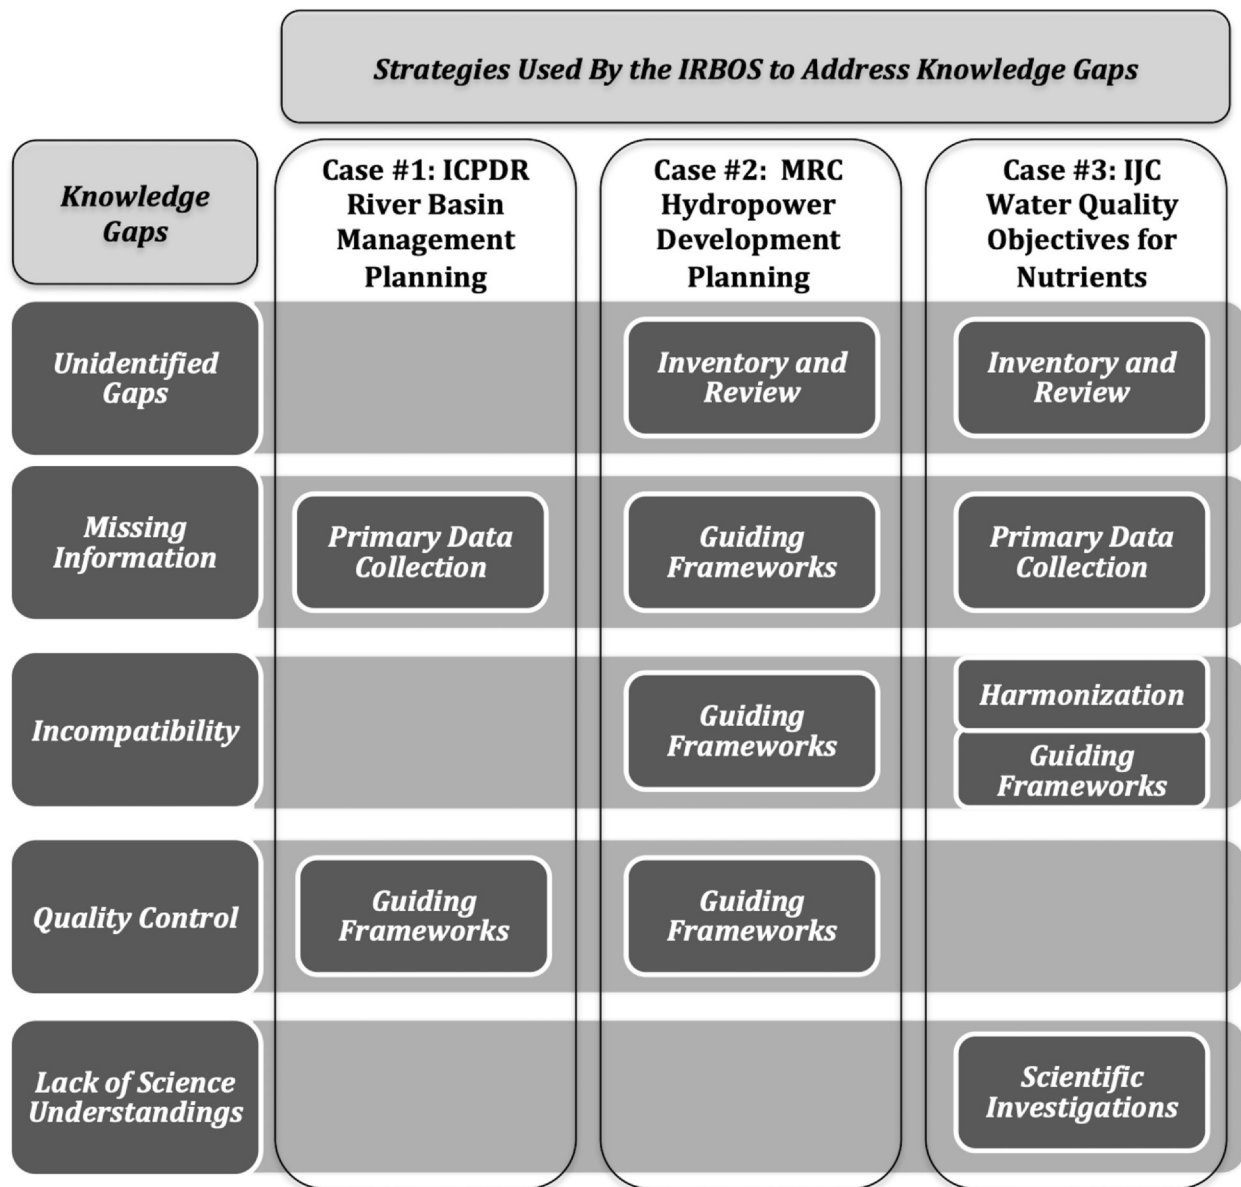 Strategies Used By the IRBOS to Address Knowledge Gaps
Knowledge
Gaps
Case #1: ICPDR
River Basin
Management
Planning
Case #2: MRC
Hydropower
Development
Planning
Case #3: IJC
Water Quality
Objectives for
Nutrients
Unidentified
Gaps
Inventory and
Review
Inventory and
Review
Missing
Information
Primary Data
Collection
Guiding
Frameworks
Primary Data
Collection
Incompatibility
Guiding
Frameworks
Harmonization
Guiding
Frameworks
Quality Control
Guiding
Frameworks
Guiding
Frameworks
Lack of Science
Understandings
Scientific
Investigations